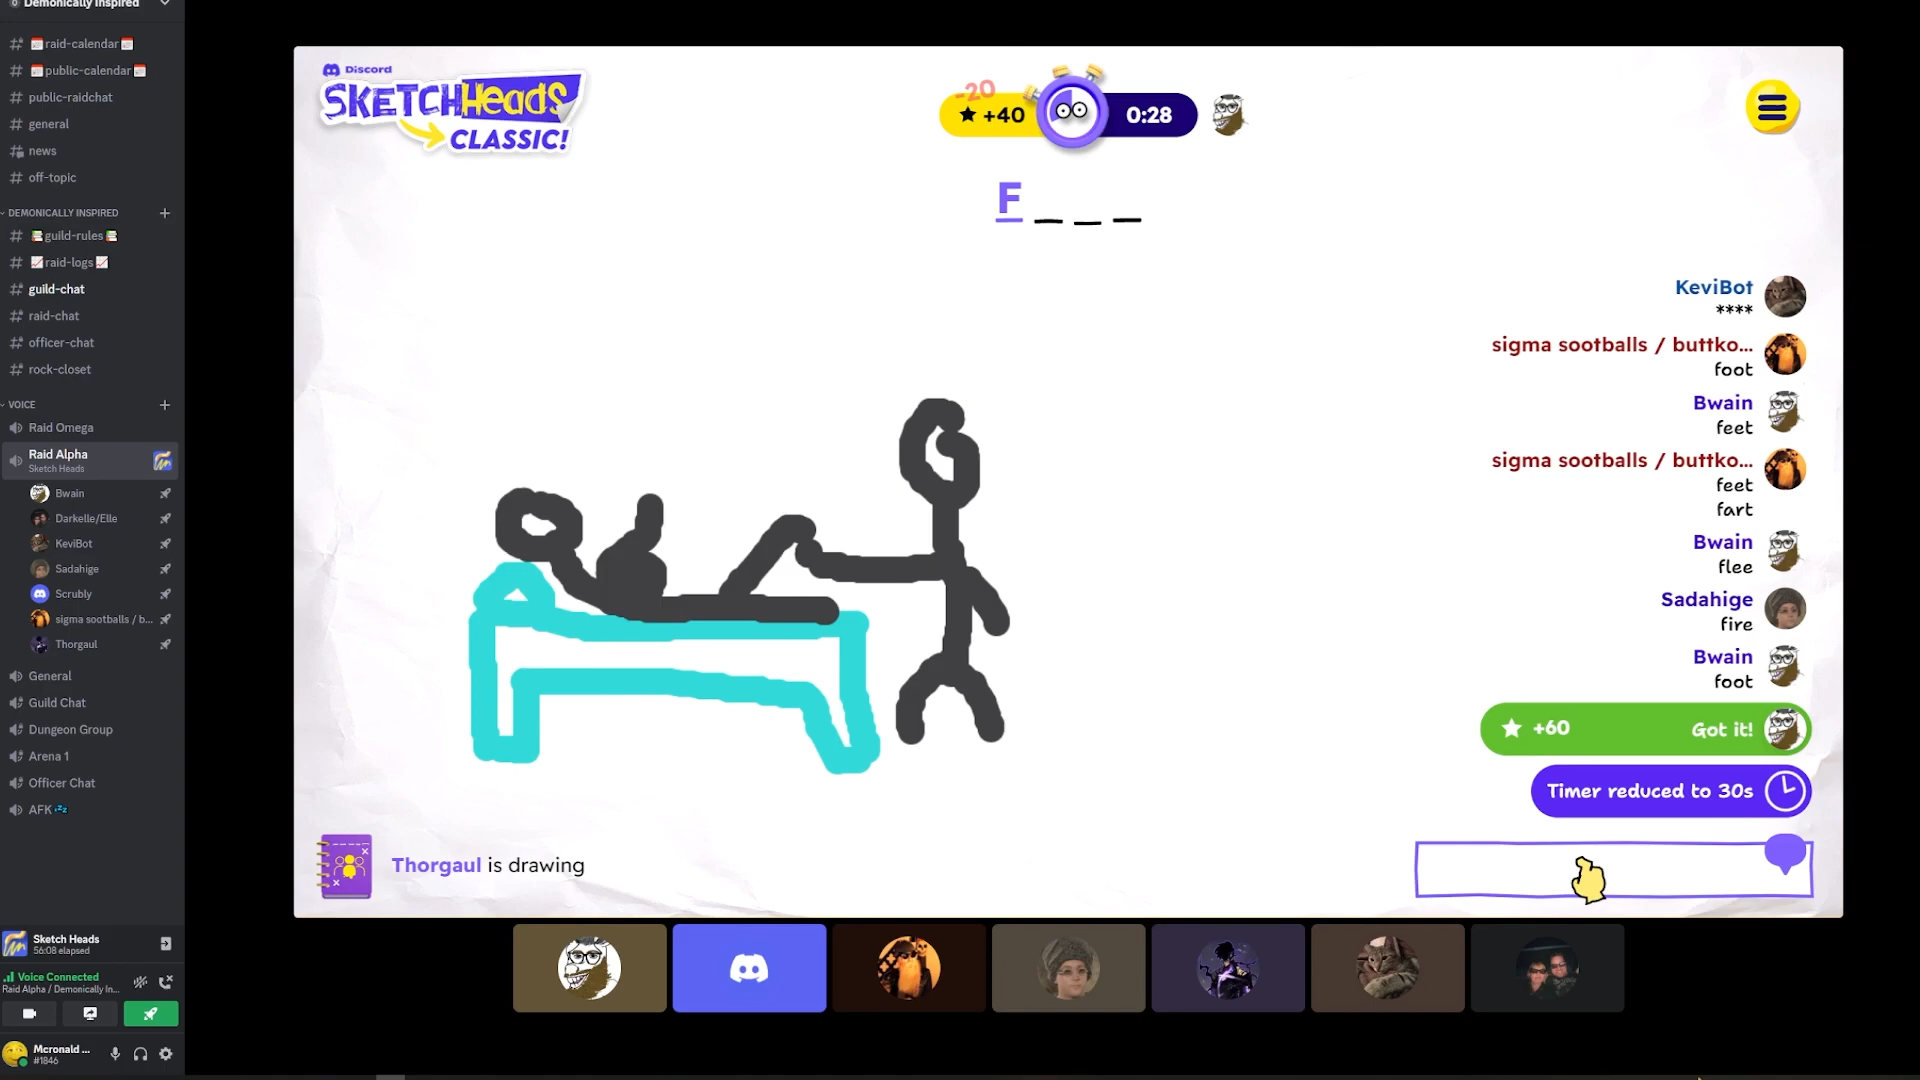 Demonically Inspired
raid-calendar
public-calendar
public-raidchat
general
news
off-topic
DEMONICALLY INSPIRED
guild-rules
raid-logs
guild-chat
raid-chat
officer-chat
rock-closet
VOICE
Raid Omega
Raid Alpha
Sketch Heads
Bwain
Darkelle/Elle
KeviBot
Sadahige
Scrubly
sigma sootballs / b...
Thorgaul
General
Guild Chat
Dungeon Group
Arena 1
Officer Chat
AFK
Sketch Heads
56:08 elapsed
Voice Connected
Raid Alpha / Demonically In...
Mcronald ...
#1846
Discord
SKETCHHeadS
CLASSIC!
-20
+40
0:28
F _ _ _
KeviBot
****
sigma sootballs / buttko...
foot
Bwain
feet
sigma sootballs / buttko...
feet
fart
Bwain
flee
Sadahige
fire
Bwain
foot
+60 Got it!
Timer reduced to 30s
Thorgaul is drawing